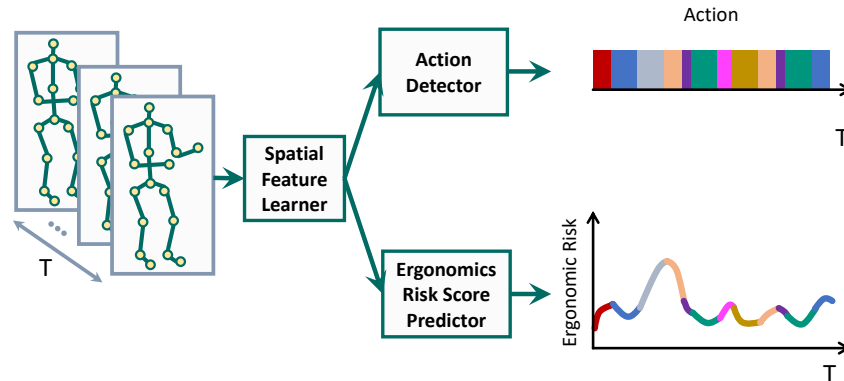 Action
Action
Detector
T
Spatial
Feature
Learner
T
Ergonomics
Risk Score
Predictor
Ergonomic Risk
T